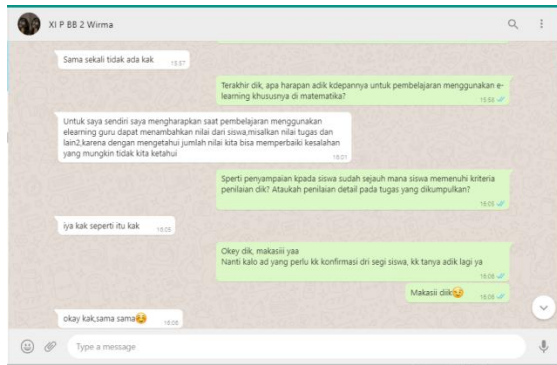 XI P BB 2 Wirma
Sama sekali tidak ada kak
15:57
Terakhir dik, apa harapan adik kdepannya untuk pembelajaran menggunakan e-
learning khususnya di matematika?
15:58
Untuk saya sendiri saya mengharapkan saat pembelajaran menggunakan
elearning guru dapat menambahkan nilai dari siswa,misalkan nilai tugas dan
lain2,karena dengan mengetahui jumlah nilai kita bisa memperbaiki kesalahan
yang mungkin tidak kita ketahui
16:01
Sperti penyampaian kpada siswa sudah sejauh mana siswa memenuhi kriteria
penilaian dik? Ataukah penilaian detail pada tugas yang dikumpulkan?
16:05
iya kak seperti itu kak
16:05
Okey dik, makasiii yaa
Nanti kalo ad yang perlu kk konfirmasi dri segi siswa, kk tanya adik lagi ya
16:08
Makasii diik😊
16:08
okay kak,sama sama😊
16:08
Type a message